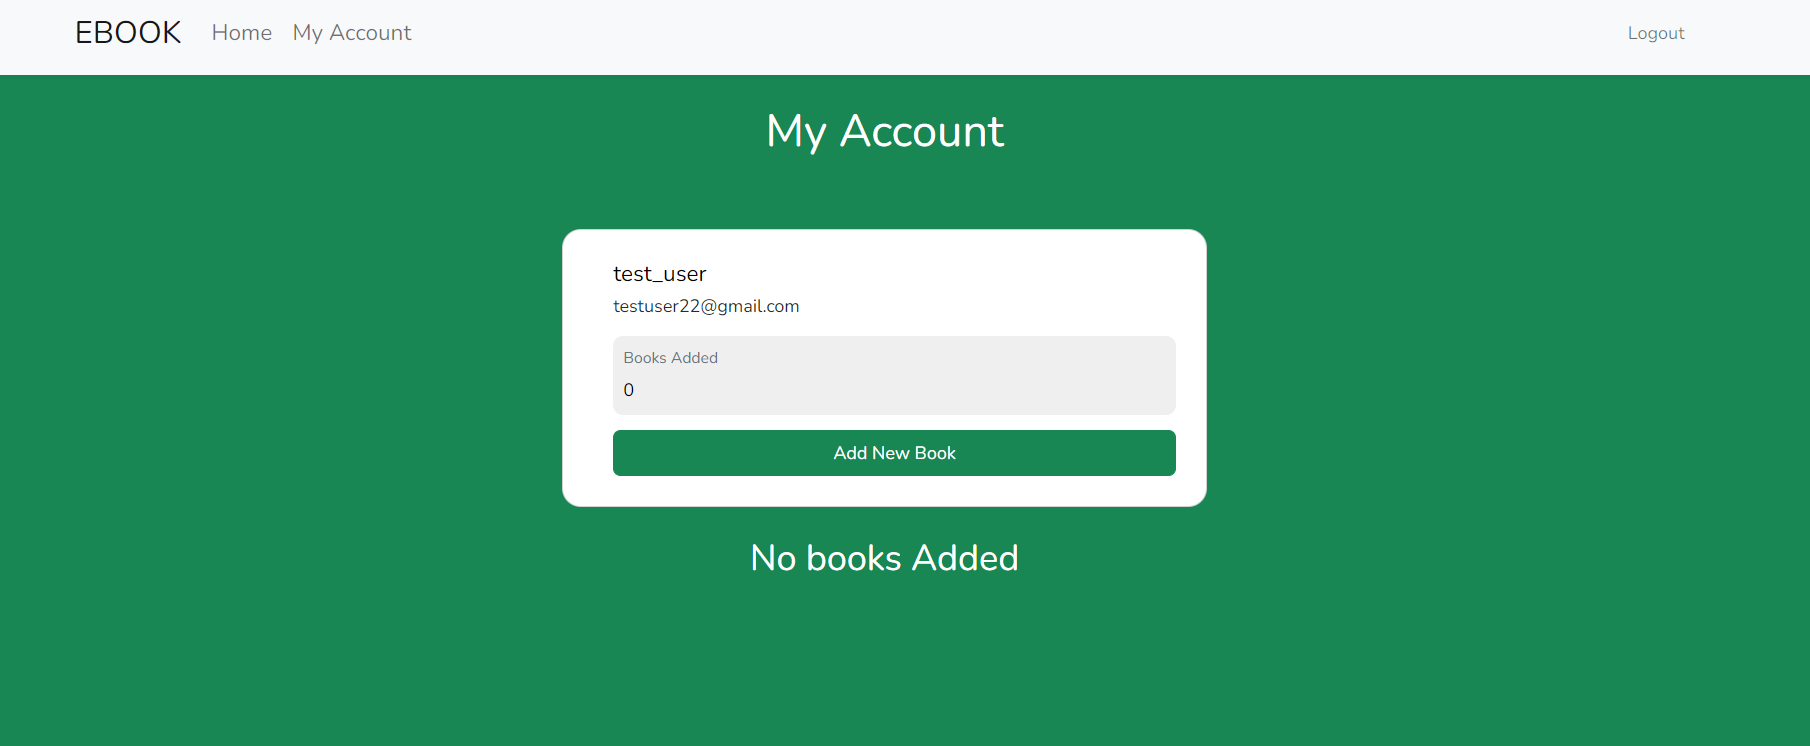 EBOOK Home My Account Logout
My Account
test_user
testuser22@gmail.com
Books Added
0
Add New Book
No books Added